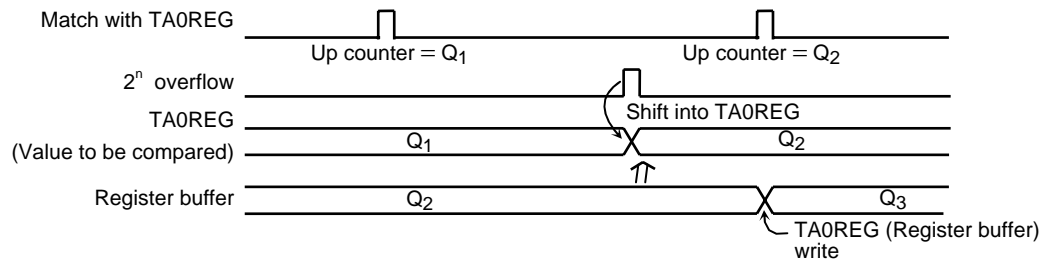 Match with TA0REG
Up counter = Q1
Up counter = Q2
2n overflow
Shift into TA0REG
TA0REG
(Value to be compared)
Q1
Q2
Register buffer
Q2
Q3
TA0REG (Register buffer)
write